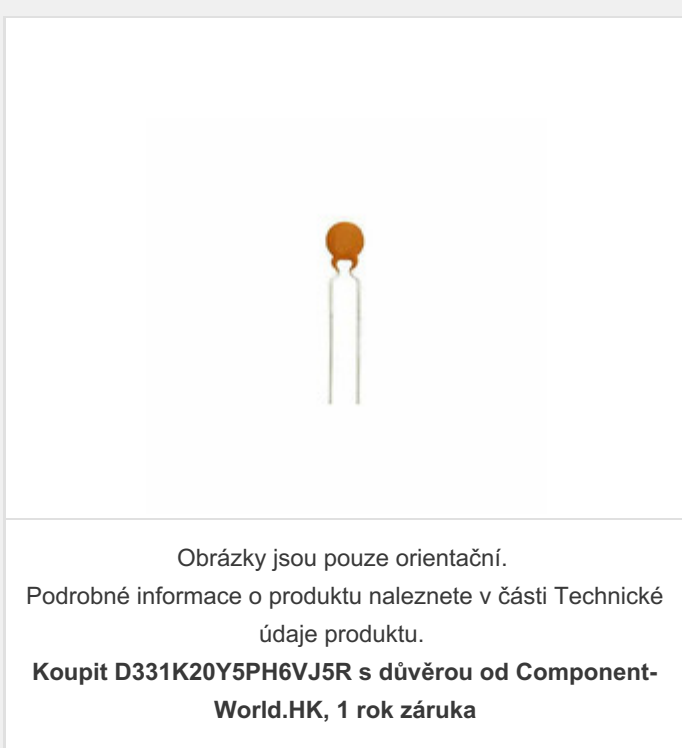 Obrázky jsou pouze orientační.
Podrobné informace o produktu naleznete v části Technické
údaje produktu.
Koupit D331K20Y5PH6VJ5R s důvěrou od Component-
World.HK, 1 rok záruka